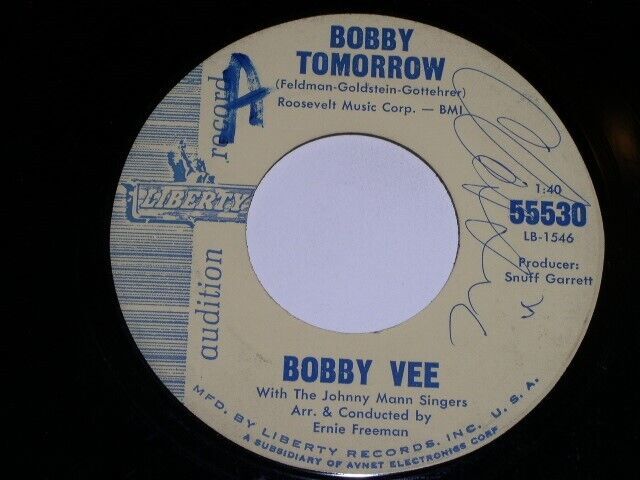 BOBBY
TOMORROW
(Feldman-Goldstein-Gottehrer)
Roosevelt Music Corp. — BMI
A
audition record
LIBERTY
1:40
55530
LB-1546
Producer:
Snuff Garrett
BOBBY VEE
With The Johnny Mann Singers
Arr. & Conducted by
Ernie Freeman
MFD. BY LIBERTY RECORDS, INC. U. S. A.
A SUBSIDIARY OF AVNET ELECTRONICS CORP